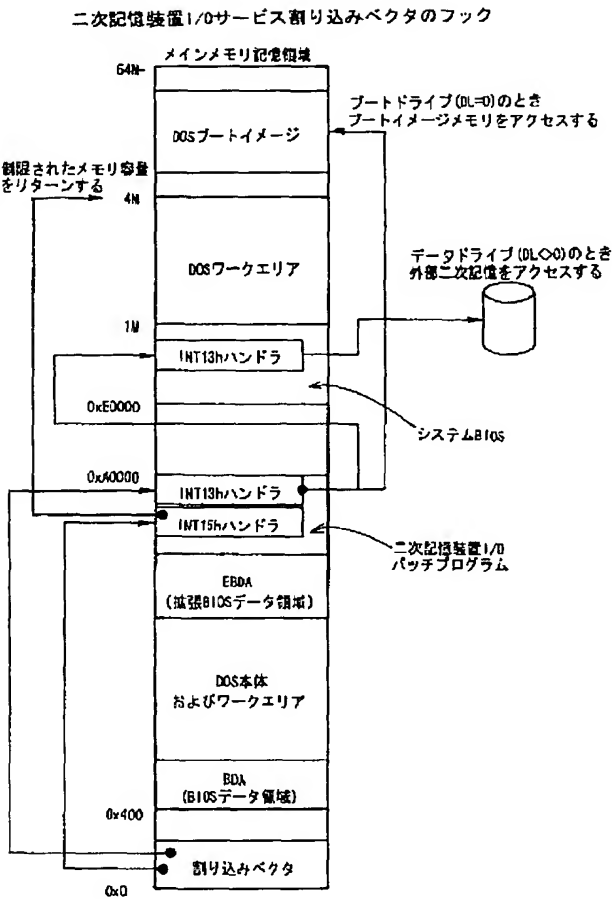 二次記憶装置I/Oサービス割り込みベクタのフック
メインメモリ記憶領域
64M
DOSブートイメージ
ブートドライブ(DL=0)のとき
ブートイメージメモリをアクセスする
制限されたメモリ容量
をリターンする
4M
DOSワークエリア
データドライブ(DL<>0)のとき
外部二次記憶をアクセスする
1M
INT13hハンドラ
0xE0000
システムBIOS
0xA0000
INT13hハンドラ
INT15hハンドラ
二次記憶装置I/O
パッチプログラム
EBDA
(拡張BIOSデータ領域)
DOS本体
およびワークエリア
BDA
(BIOSデータ領域)
0x400
割り込みベクタ
0x0